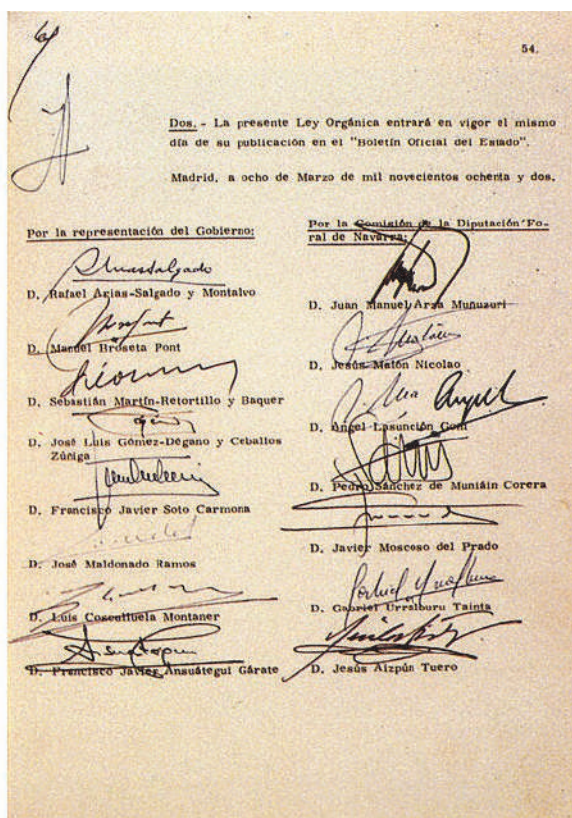 54.
Dos. - La presente Ley Orgánica entrará en vigor el mismo
día de su publicación en el "Boletín Oficial del Estado".
Madrid, a ocho de Marzo de mil novecientos ochenta y dos.
Por la representación del Gobierno:
D. Rafael Arias-Salgado y Montalvo
D. Manuel Broseta Pont
D. Sebastián Martín-Retortillo y Baquer
D. José Luis Gómez-Dégano y Ceballos
Zúñiga
D. Francisco Javier Soto Carmona
D. José Maldonado Ramos
D. Luis Cosculluela Montaner
D. Francisco Javier Ansuátegui Gárate
Por la Comisión de la Diputación Fo-
ral de Navarra:
D. Juan Manuel Arza Muñuzuri
D. Jesús Malón Nicolao
D. Angel Lasunción Goñi
D. Pedro Sánchez de Muniáin Corera
D. Javier Moscoso del Prado
D. Gabriel Urralburu Tainta
D. Jesús Aizpún Tuero